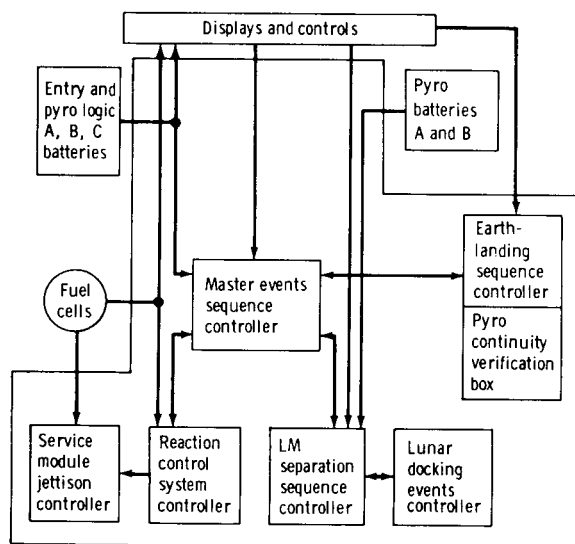 Displays and controls
Entry and
pyro logic
A, B, C
batteries
Pyro
batteries
A and B
Earth-
landing
sequence
controller
Master events
sequence
controller
Fuel
cells
Pyro
continuity
verification
box
Service
module
jettison
controller
Reaction
control
system
controller
LM
separation
sequence
controller
Lunar
docking
events
controller